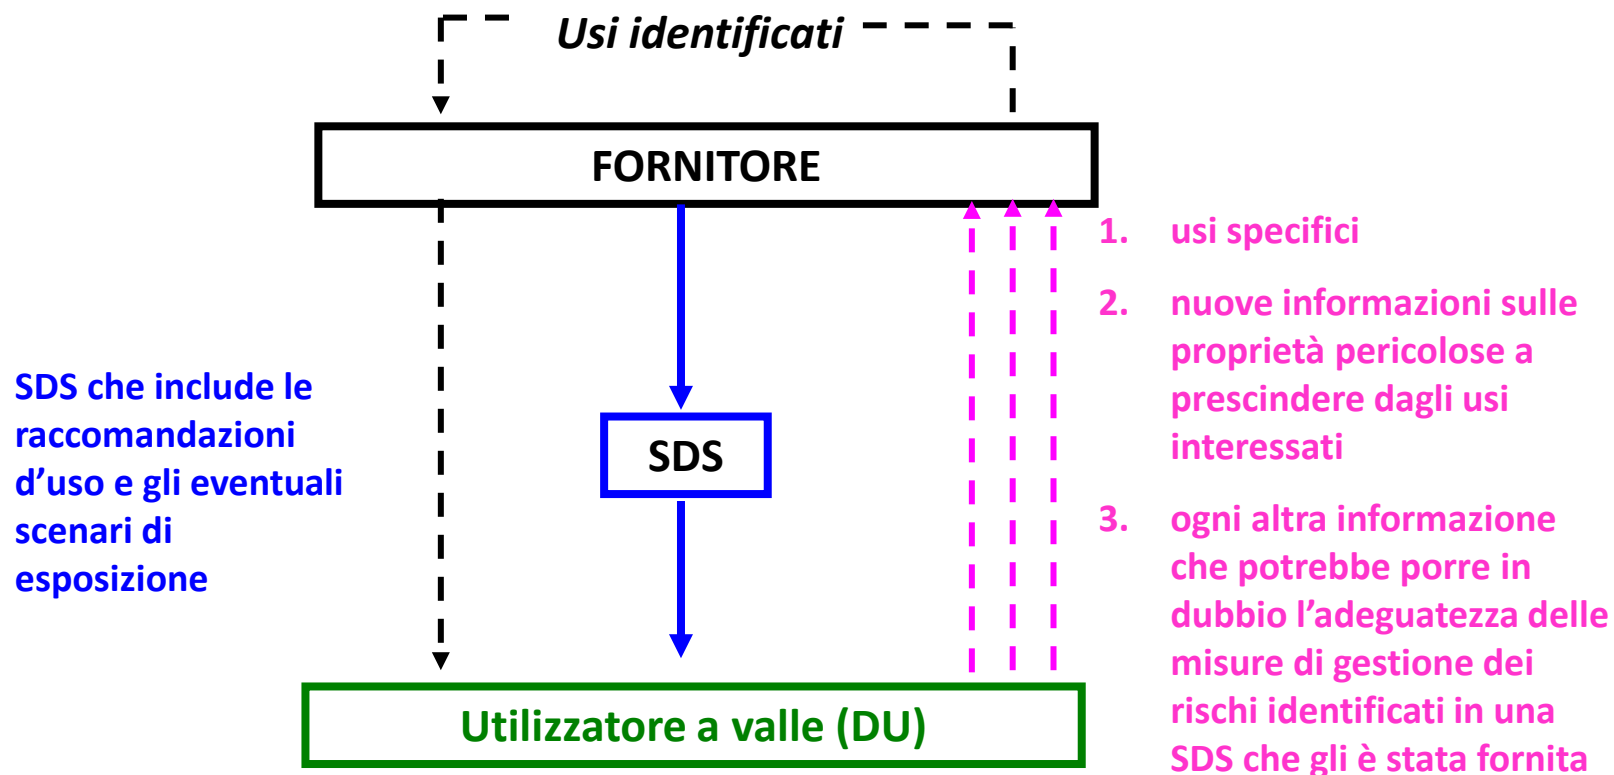 Usi identificati
FORNITORE
1. usi specifici
2. nuove informazioni sulle
proprietà pericolose a
prescindere dagli usi
interessati
SDS che include le
raccomandazioni
d’uso e gli eventuali
scenari di
esposizione
SDS
3. ogni altra informazione
che potrebbe porre in
dubbio l’adeguatezza delle
misure di gestione dei
rischi identificati in una
SDS che gli è stata fornita
Utilizzatore a valle (DU)